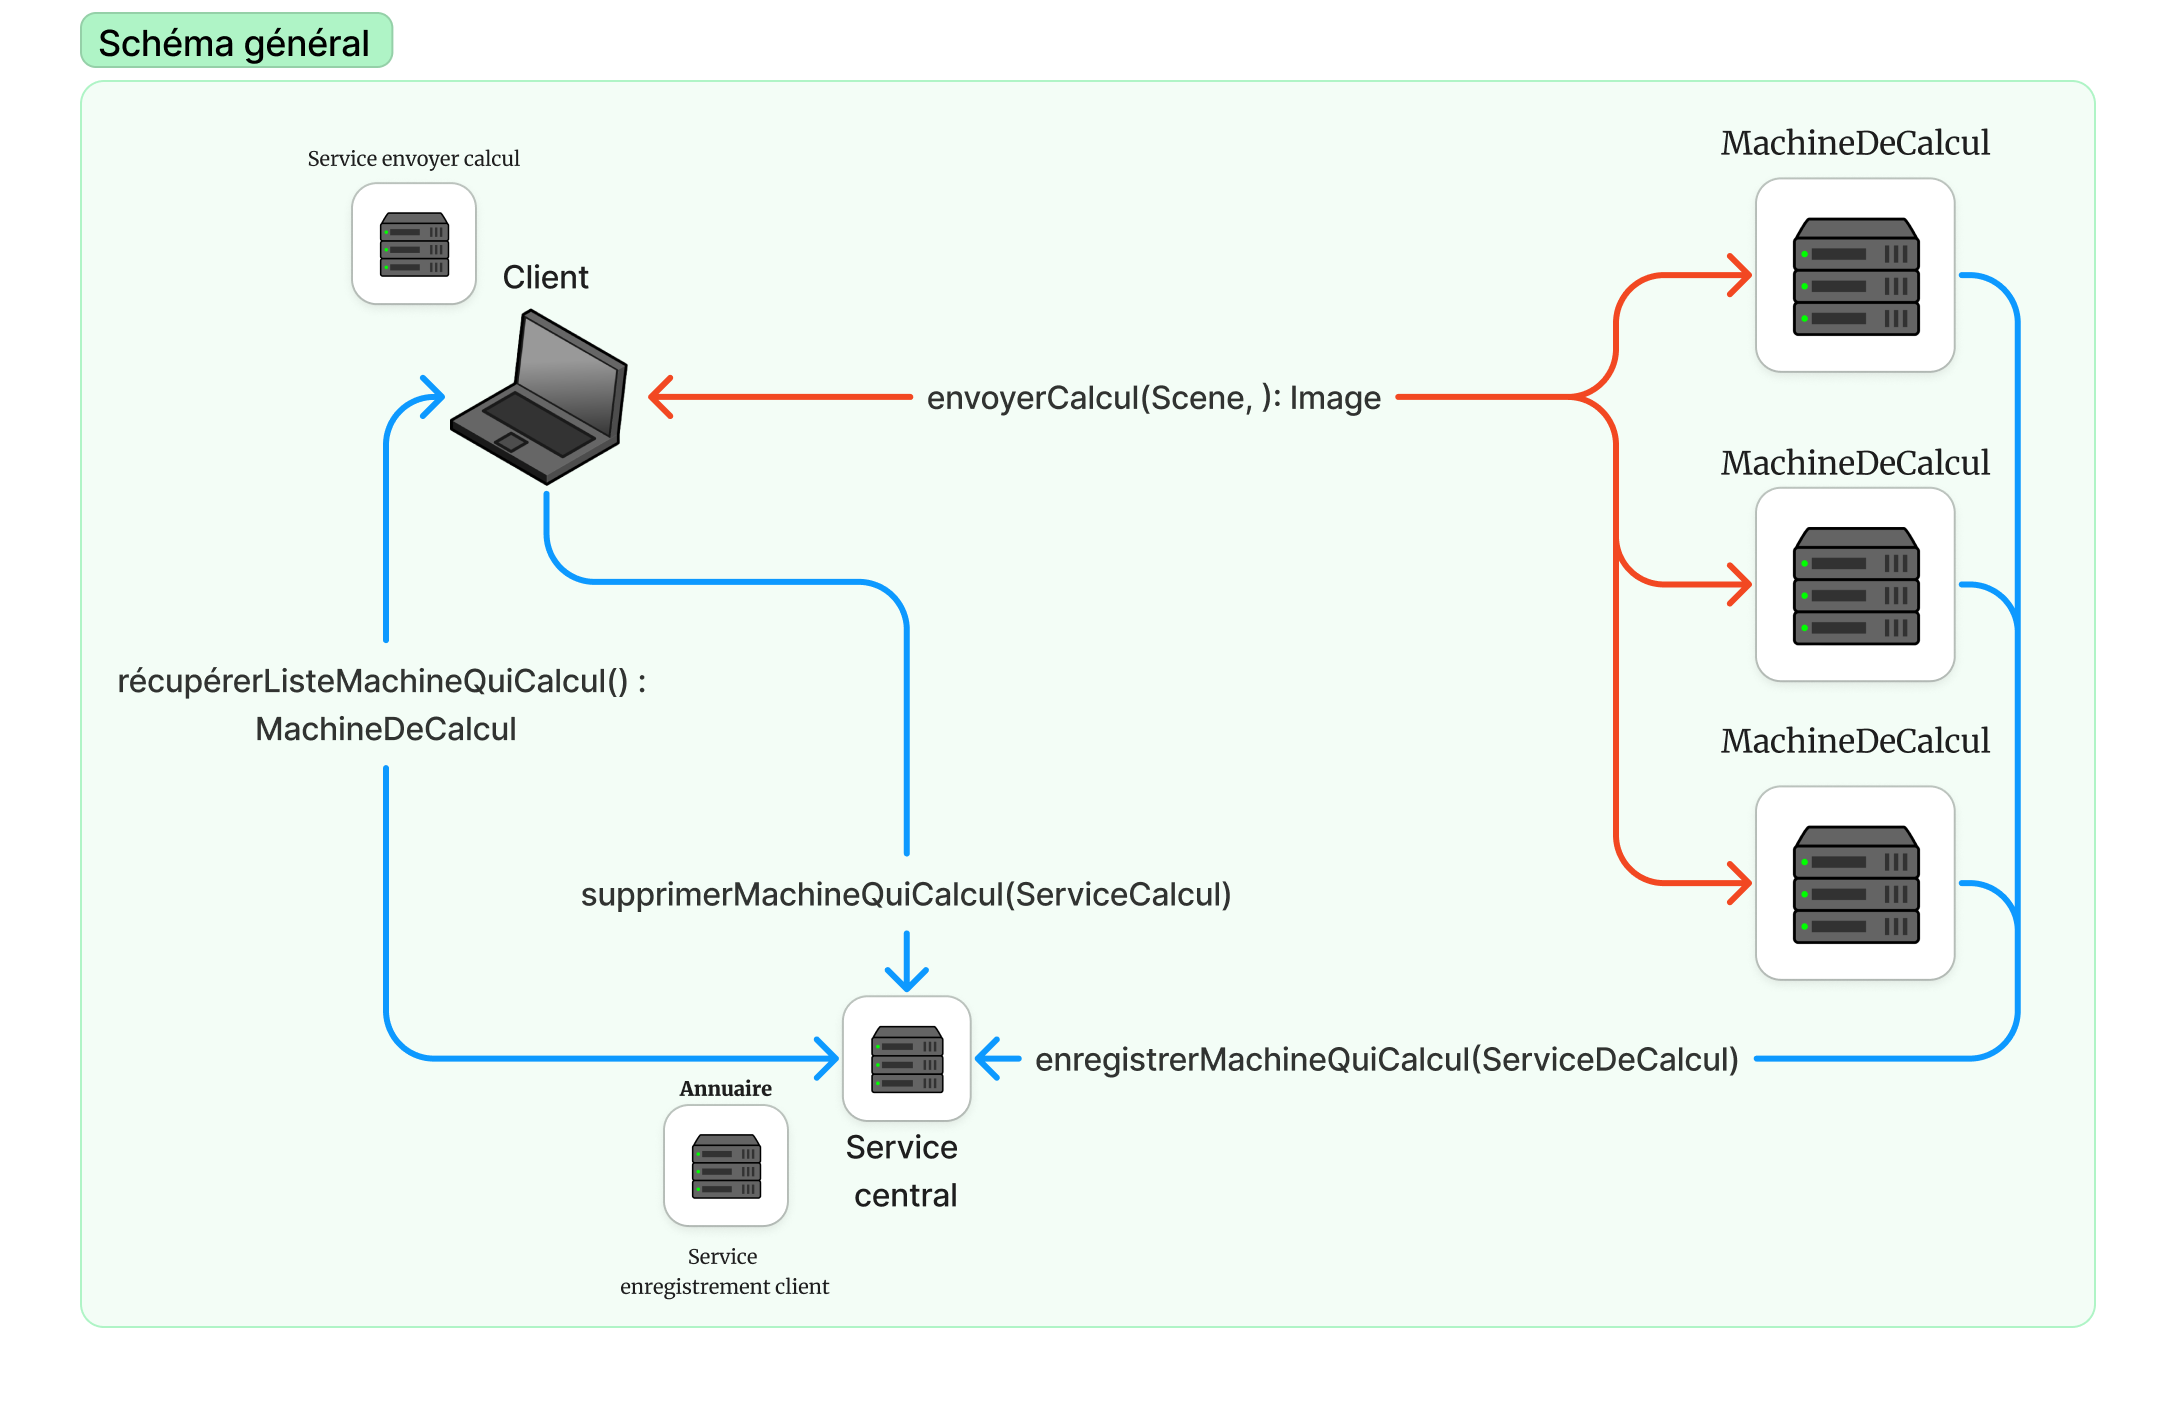 Schéma général
Service envoyer calcul
Client
MachineDeCalcul
envoyerCalcul(Scene, ): Image
MachineDeCalcul
récupérerListeMachineQuiCalcul() :
MachineDeCalcul
MachineDeCalcul
supprimerMachineQuiCalcul(ServiceCalcul)
enregistrerMachineQuiCalcul(ServiceDeCalcul)
Annuaire
Service
central
Service
enregistrement client